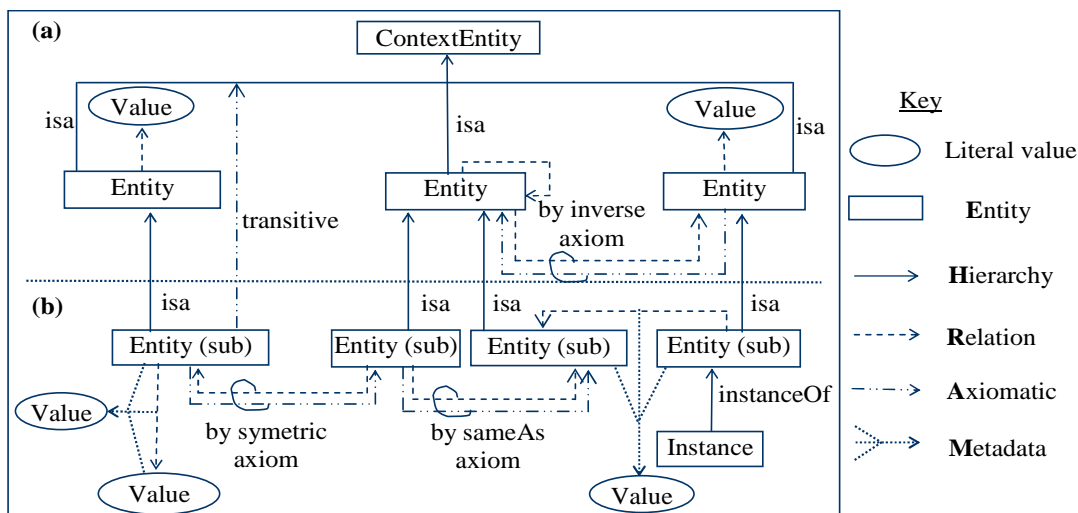 (a)
ContextEntity
Value
Value
isa
isa
isa
Entity
Entity
Entity
transitive
by inverse
axiom
(b)
isa
isa
isa
isa
Entity (sub)
Entity (sub)
Entity (sub)
Entity (sub)
instanceOf
Value
by symetric
axiom
by sameAs
axiom
Instance
Value
Value
Key
Literal value
Entity
Hierarchy
Relation
Axiomatic
Metadata